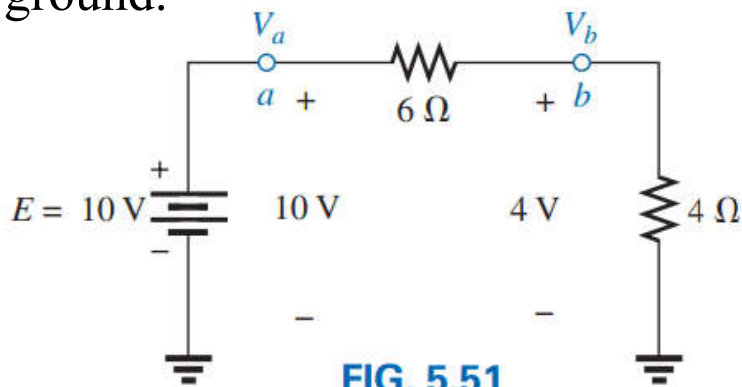 ground.
Va Vb
a + 6 Ω + b
+
E = 10 V 10 V 4 V 4 Ω
−
− −
FIG. 5.51